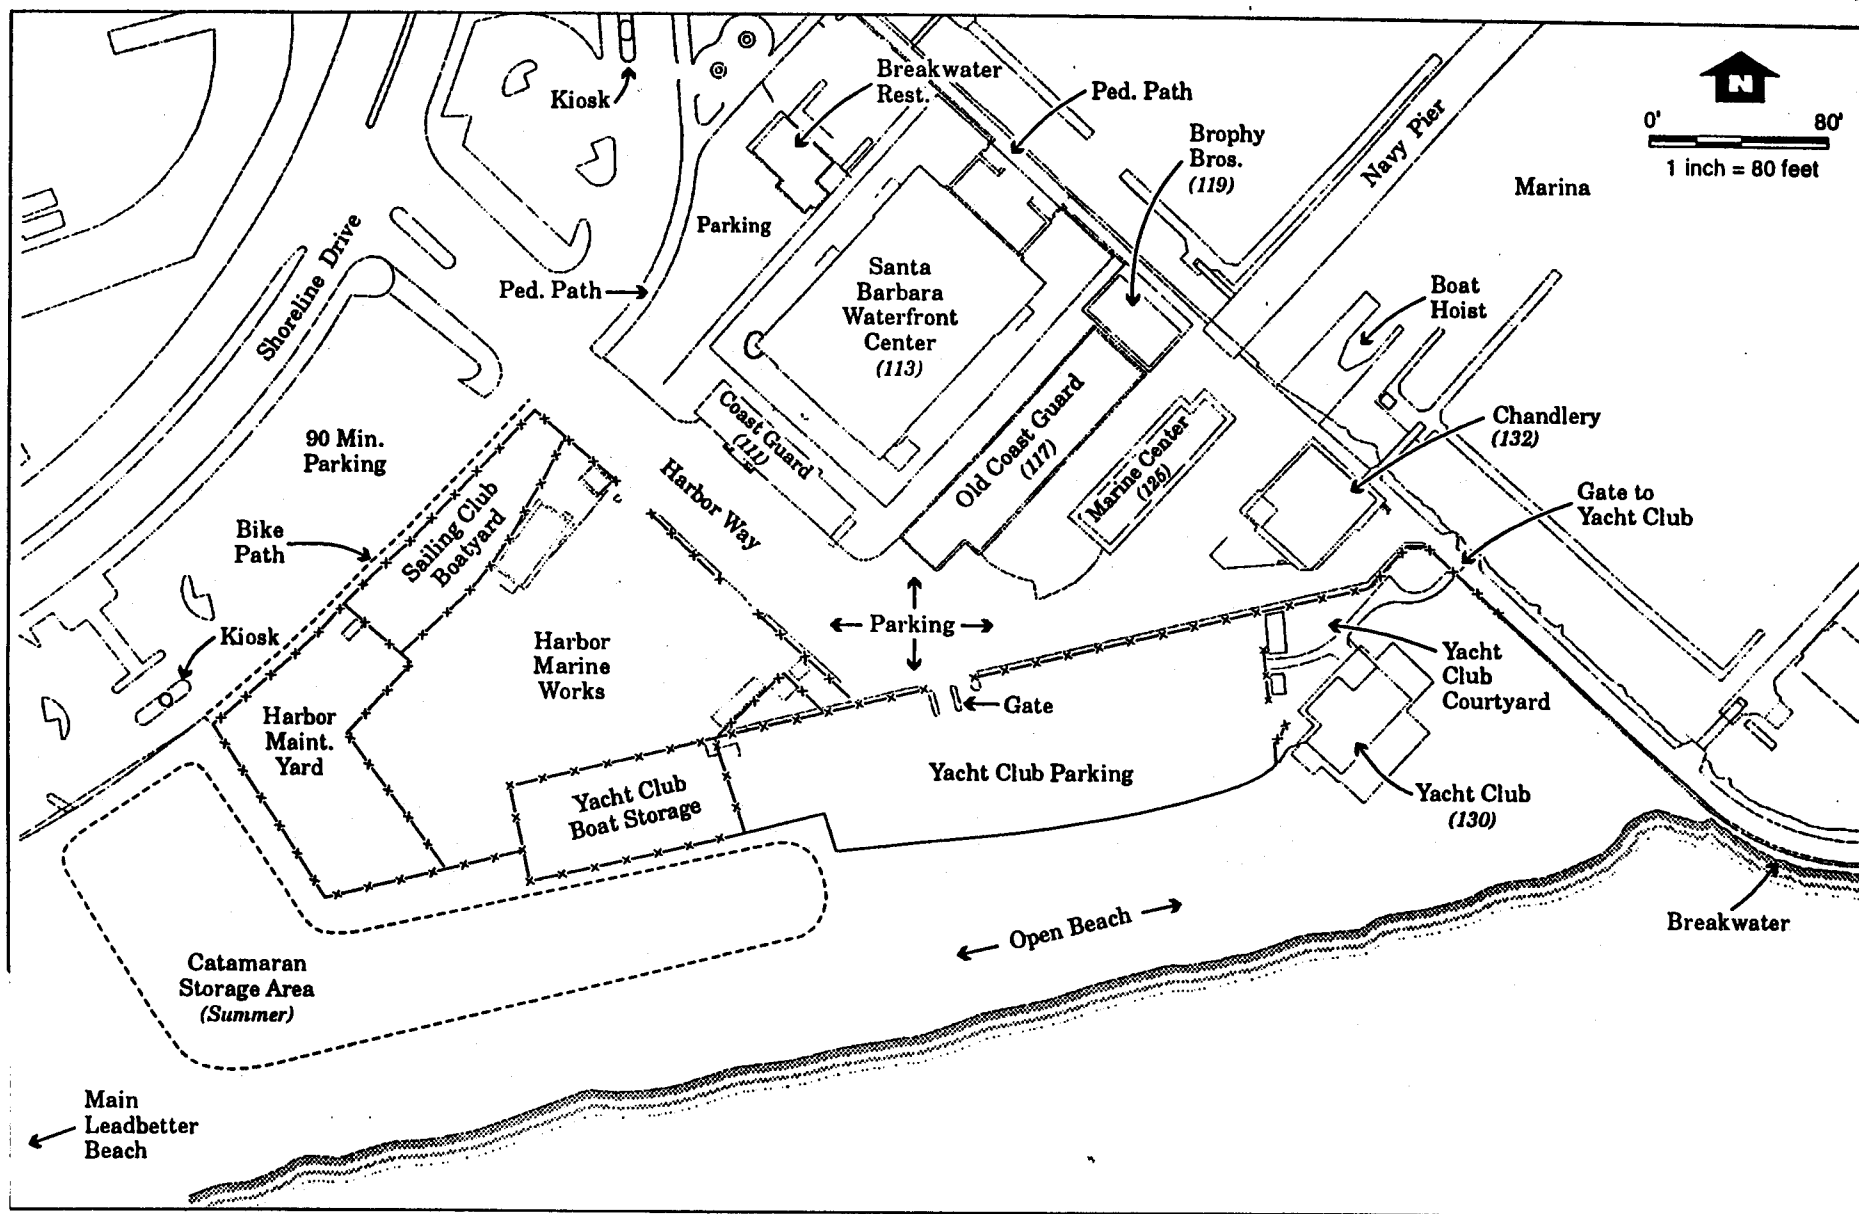 Kiosk
Breakwater
Rest.
Ped. Path
Brophy
Bros.
(119)
Navy Pier
Marina
N
0' 80'
1 inch = 80 feet
Shoreline Drive
Parking
Ped. Path
Santa
Barbara
Waterfront
Center
(113)
Boat
Hoist
Coast Guard
(111)
Old Coast Guard
(117)
Marine Center
(125)
Chandlery
(132)
90 Min.
Parking
Harbor Way
Gate to
Yacht Club
Bike
Path
Sailing Club
Boatyard
Parking
Kiosk
Harbor
Marine
Works
Yacht
Club
Courtyard
Gate
Harbor
Maint.
Yard
Yacht Club
Boat Storage
Yacht Club Parking
Yacht Club
(130)
Open Beach
Breakwater
Catamaran
Storage Area
(Summer)
Main
Leadbetter
Beach